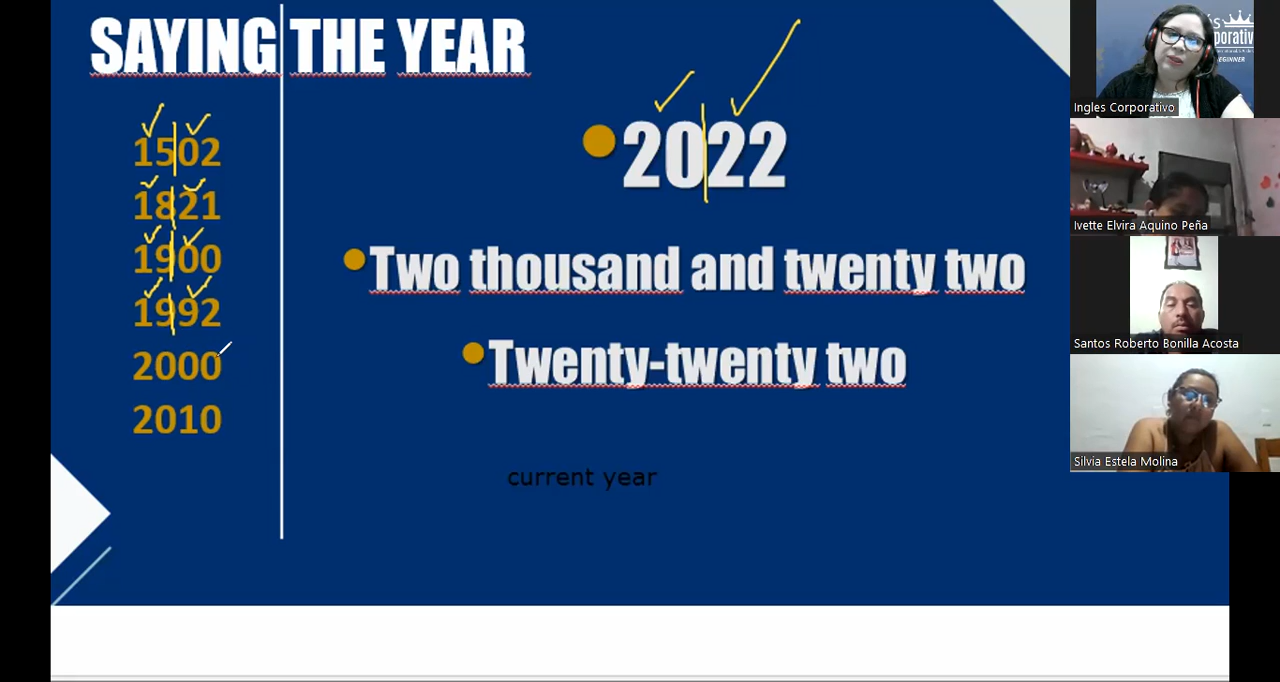 SAYING THE YEAR
1502
1821
1900
1992
2000
2010
2022
Two thousand and twenty two
Twenty-twenty two
current year
Ingles Corporativo
EGINNER
Ivette Elvira Aquino Peña
Santos Roberto Bonilla Acosta
Silvia Estela Molina